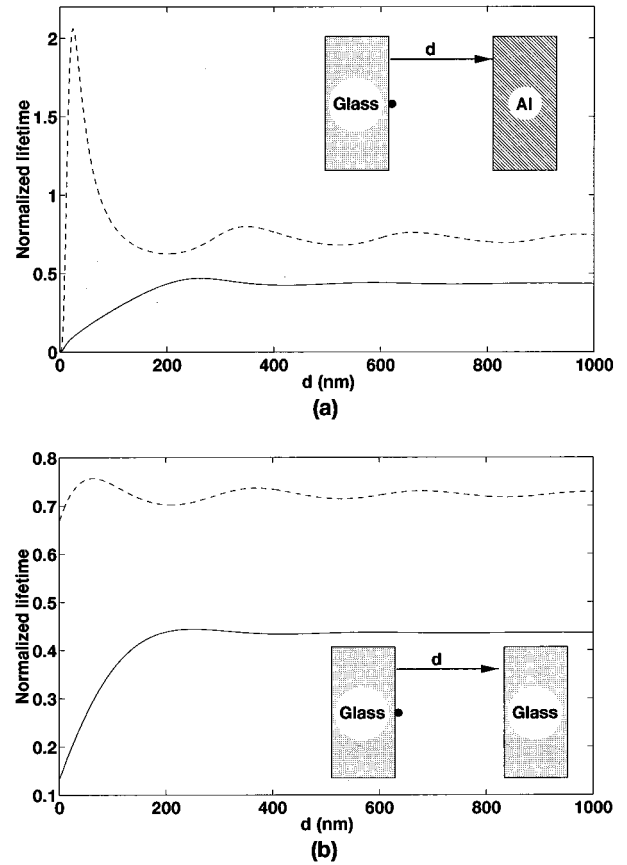 2
1.5
1
0.5
0
Normalized lifetime
d
Glass
Al
0 200 400 600 800 1000
d (nm)
(a)
0.8
0.7
0.6
0.5
0.4
0.3
0.2
0.1
Normalized lifetime
d
Glass
Glass
0 200 400 600 800 1000
d (nm)
(b)